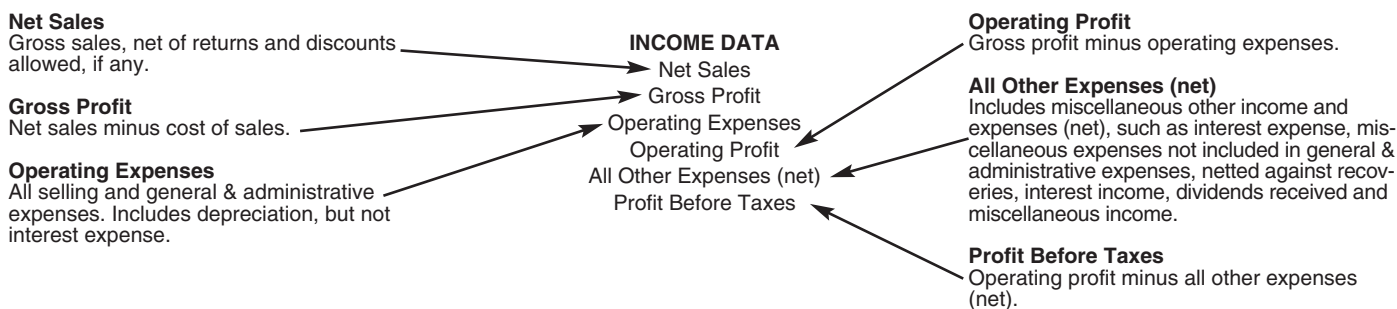 Net Sales
Gross sales, net of returns and discounts
allowed, if any.
Gross Profit
Net sales minus cost of sales.
Operating Expenses
All selling and general & administrative
expenses. Includes depreciation, but not
interest expense.
INCOME DATA
Net Sales
Gross Profit
Operating Expenses
Operating Profit
All Other Expenses (net)
Profit Before Taxes
Operating Profit
Gross profit minus operating expenses.
All Other Expenses (net)
Includes miscellaneous other income and
expenses (net), such as interest expense, mis-
cellaneous expenses not included in general &
administrative expenses, netted against recov-
eries, interest income, dividends received and
miscellaneous income.
Profit Before Taxes
Operating profit minus all other expenses
(net).